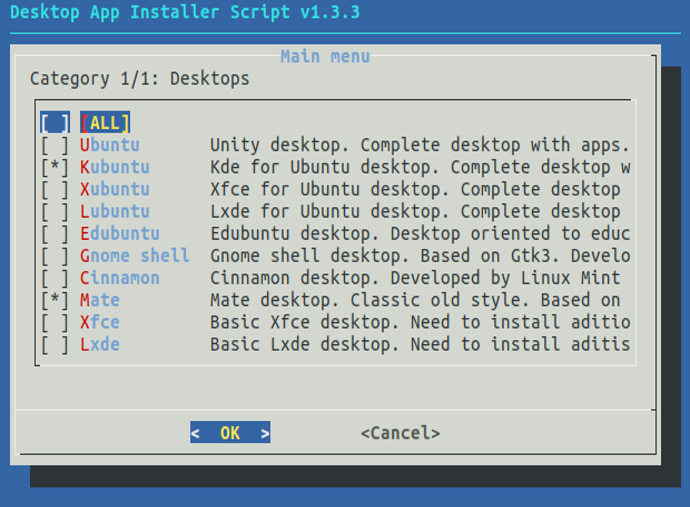 Desktop App Installer Script v1.3.3
Main menu
Category 1/1: Desktops
[ ] [ALL]
[ ] Ubuntu Unity desktop. Complete desktop with apps.
[*] Kubuntu Kde for Ubuntu desktop. Complete desktop w
[ ] Xubuntu Xfce for Ubuntu desktop. Complete desktop
[ ] Lubuntu Lxde for Ubuntu desktop. Complete desktop
[ ] Edubuntu Edubuntu desktop. Desktop oriented to educ
[ ] Gnome shell Gnome shell desktop. Based on Gtk3. Develo
[ ] Cinnamon Cinnamon desktop. Developed by Linux Mint
[*] Mate Mate desktop. Classic old style. Based on
[ ] Xfce Basic Xfce desktop. Need to install aditio
[ ] Lxde Basic Lxde desktop. Need to install aditis
< OK > <Cancel>